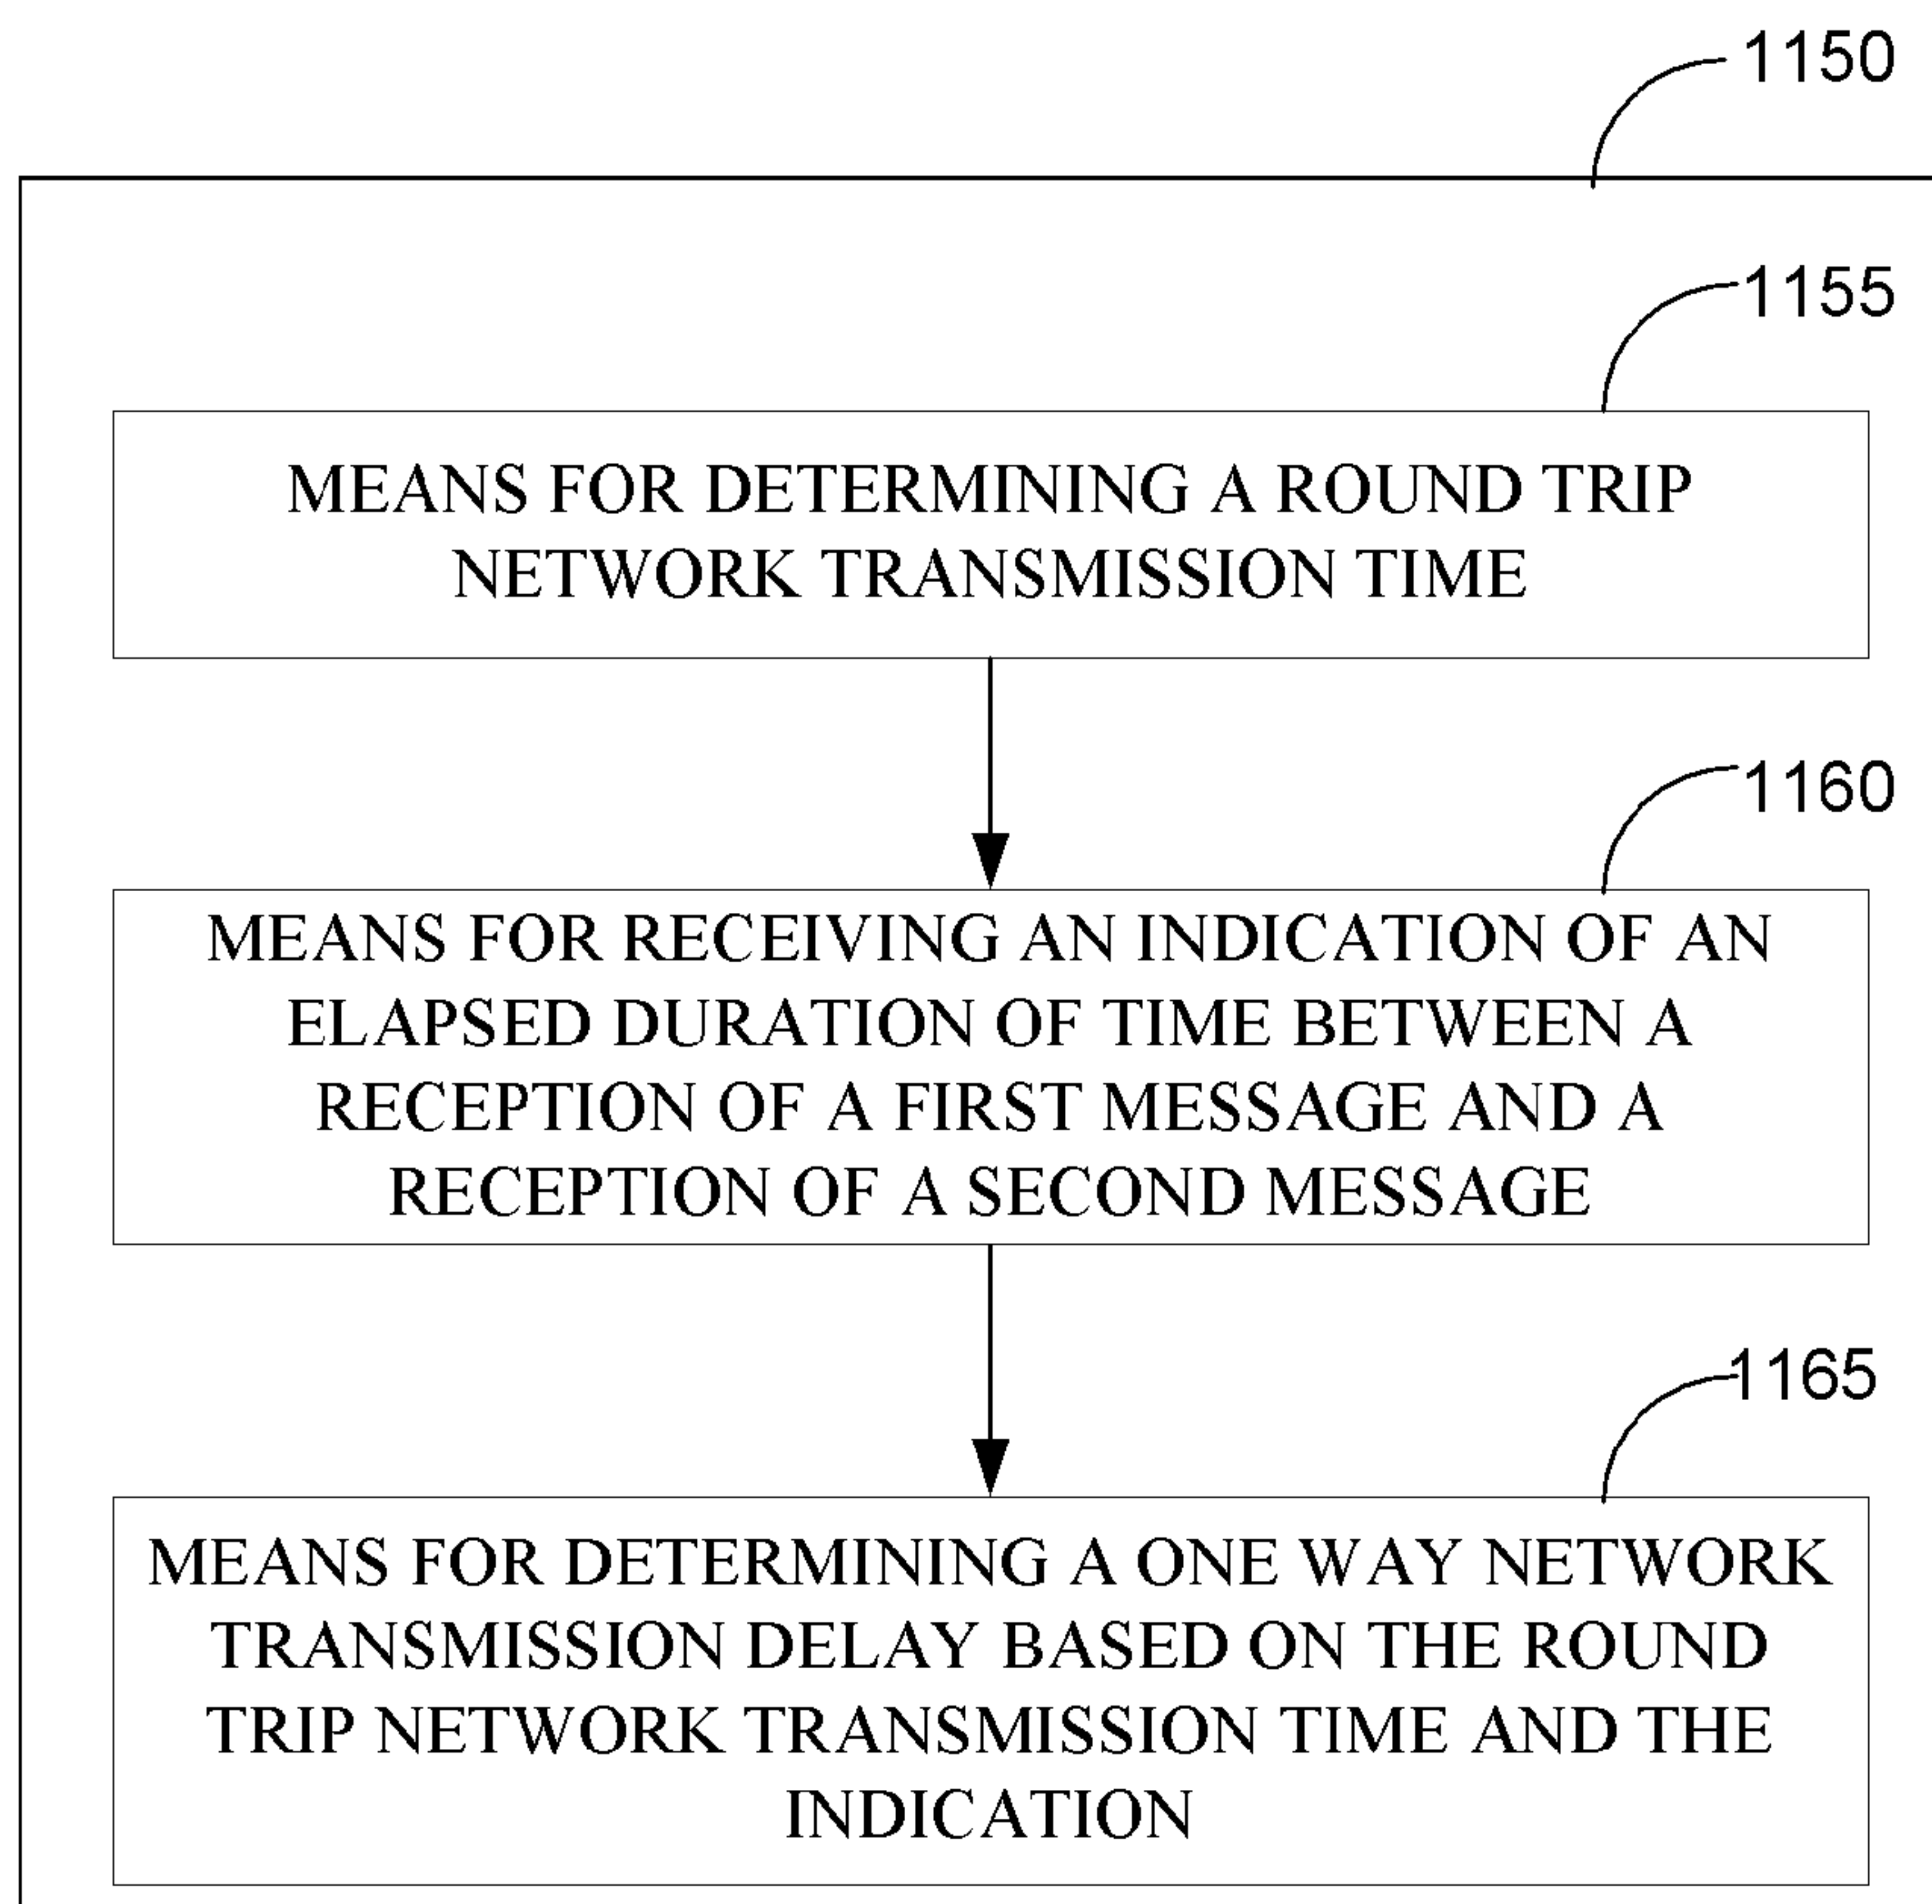 1150
1155
MEANS FOR DETERMINING A ROUND TRIP
NETWORK TRANSMISSION TIME
1160
MEANS FOR RECEIVING AN INDICATION OF AN
ELAPSED DURATION OF TIME BETWEEN A
RECEPTION OF A FIRST MESSAGE AND A
RECEPTION OF A SECOND MESSAGE
1165
MEANS FOR DETERMINING A ONE WAY NETWORK
TRANSMISSION DELAY BASED ON THE ROUND
TRIP NETWORK TRANSMISSION TIME AND THE
INDICATION